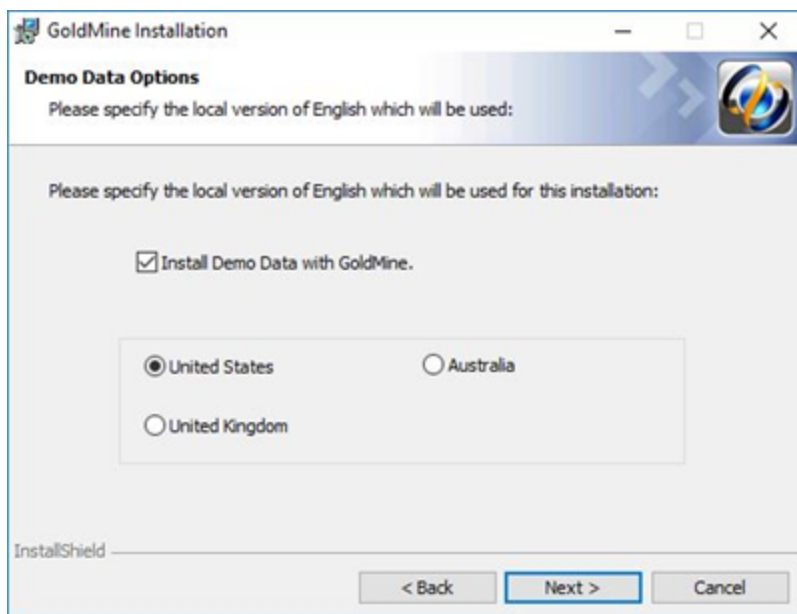 GoldMine Installation
Demo Data Options
Please specify the local version of English which will be used:
Please specify the local version of English which will be used for this installation:
Install Demo Data with GoldMine.
United States
Australia
United Kingdom
InstallShield
< Back
Next >
Cancel